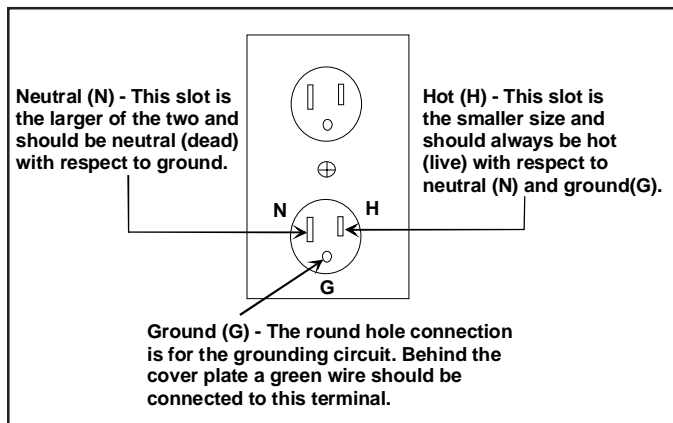 Neutral (N) - This slot is
the larger of the two and
should be neutral (dead)
with respect to ground.
Hot (H) - This slot is
the smaller size and
should always be hot
(live) with respect to
neutral (N) and ground(G).
N
H
G
Ground (G) - The round hole connection
is for the grounding circuit. Behind the
cover plate a green wire should be
connected to this terminal.